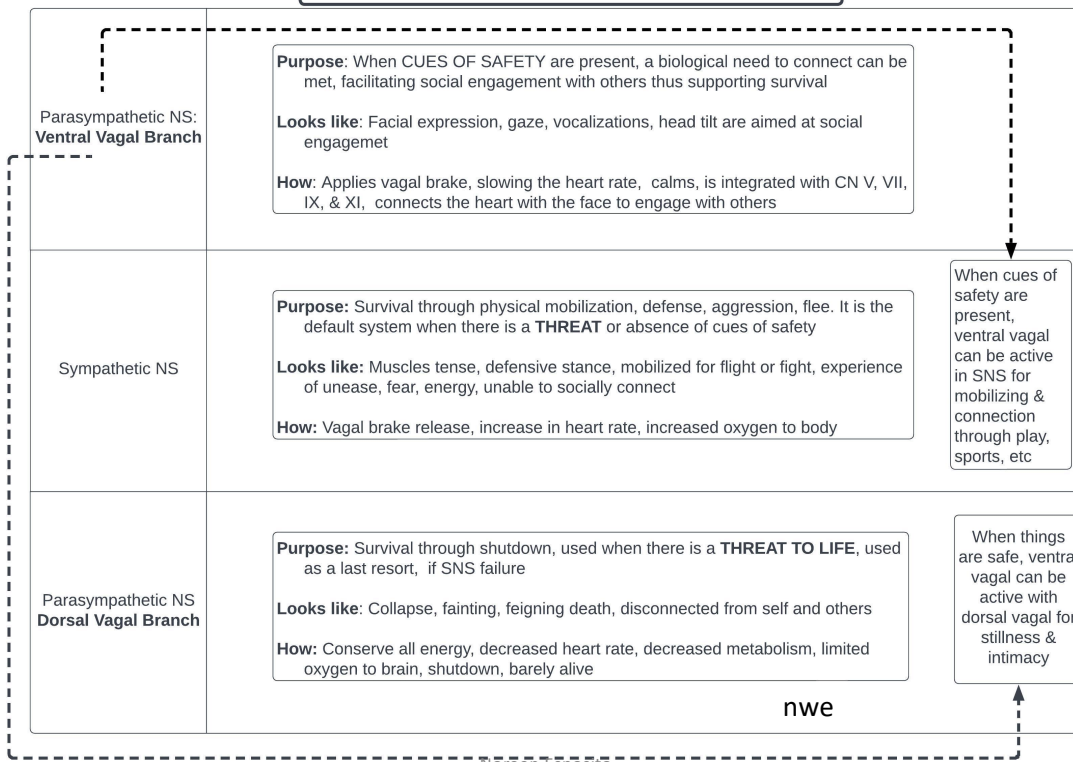 Parasympathetic NS:
Ventral Vagal Branch
Purpose: When CUES OF SAFETY are present, a biological need to connect can be
met, facilitating social engagement with others thus supporting survival
Looks like: Facial expression, gaze, vocalizations, head tilt are aimed at social
engagemet
How: Applies vagal brake, slowing the heart rate, calms, is integrated with CN V, VII,
IX, & XI, connects the heart with the face to engage with others
Sympathetic NS
Purpose: Survival through physical mobilization, defense, aggression, flee. It is the
default system when there is a THREAT or absence of cues of safety
Looks like: Muscles tense, defensive stance, mobilized for flight or fight, experience
of unease, fear, energy, unable to socially connect
How: Vagal brake release, increase in heart rate, increased oxygen to body
When cues of
safety are
present,
ventral vagal
can be active
in SNS for
mobilizing &
connection
through play,
sports, etc
Parasympathetic NS
Dorsal Vagal Branch
Purpose: Survival through shutdown, used when there is a THREAT TO LIFE, used
as a last resort, if SNS failure
Looks like: Collapse, fainting, feigning death, disconnected from self and others
How: Conserve all energy, decreased heart rate, decreased metabolism, limited
oxygen to brain, shutdown, barely alive
When things
are safe, ventra
vagal can be
active with
dorsal vagal for
stillness &
intimacy
nwe